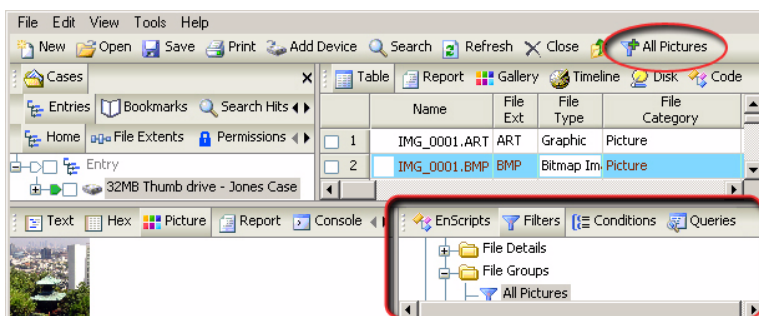 File Edit View Tools Help
New Open Save Print Add Device Search Refresh Close All Pictures
Cases
Table Report Gallery Timeline Disk Code
Entries Bookmarks Search Hits
Name File Ext File Type File Category
Home File Extents Permissions
1 IMG_0001.ART ART Graphic Picture
Entry
2 IMG_0001.BMP BMP Bitmap Im Picture
32MB Thumb drive - Jones Case
Text Hex Picture Report Console
EnScripts Filters Conditions Queries
File Details
File Groups
All Pictures